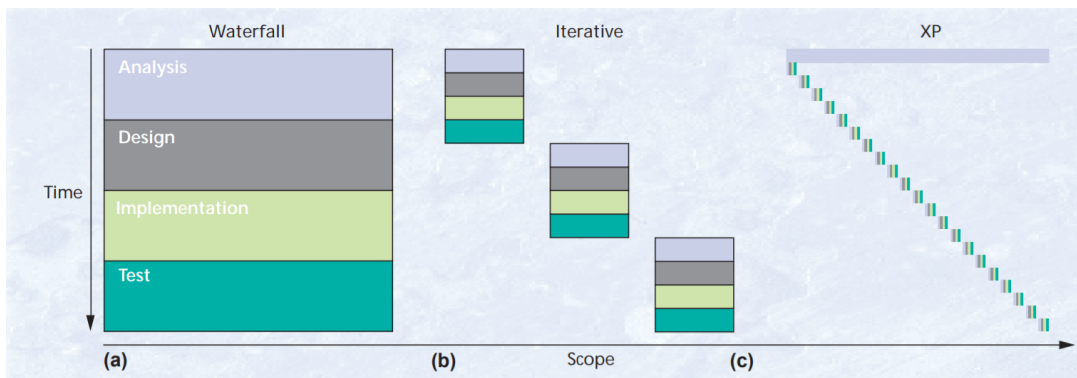 Waterfall
Iterative
XP
Analysis
Design
Time
Implementation
Test
(a)
(b)
Scope
(c)